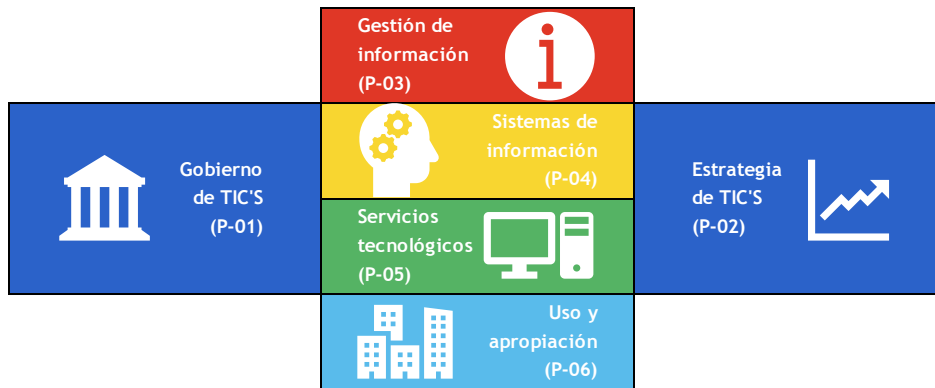 Gestión de
información
(P-03)
Sistemas de
información
(P-04)
Gobierno
de TIC'S
(P-01)
Estrategia
de TIC'S
(P-02)
Servicios
tecnológicos
(P-05)
Uso y
apropiación
(P-06)